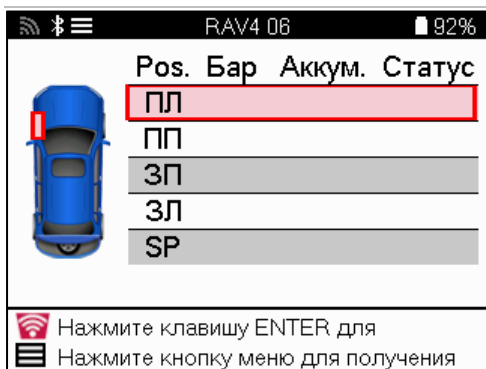 RAV4 06 92%
Pos. Бар Аккум. Статус
ПЛ
ПП
ЗП
ЗЛ
SP
Нажмите клавишу ENTER для
Нажмите кнопку меню для получения